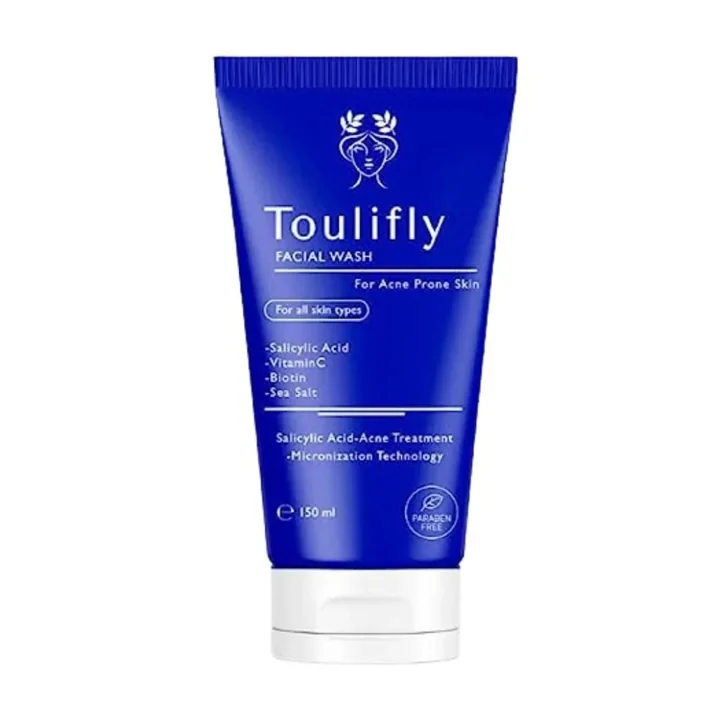 Toulifly
FACIAL WASH
For Acne Prone Skin
For all skin types
-Salicylic Acid
-VitaminC
-Biotin
-Sea Salt
Salicylic Acid-Acne Treatment
-Micronization Technology
℮ 150 ml
PARABEN
FREE